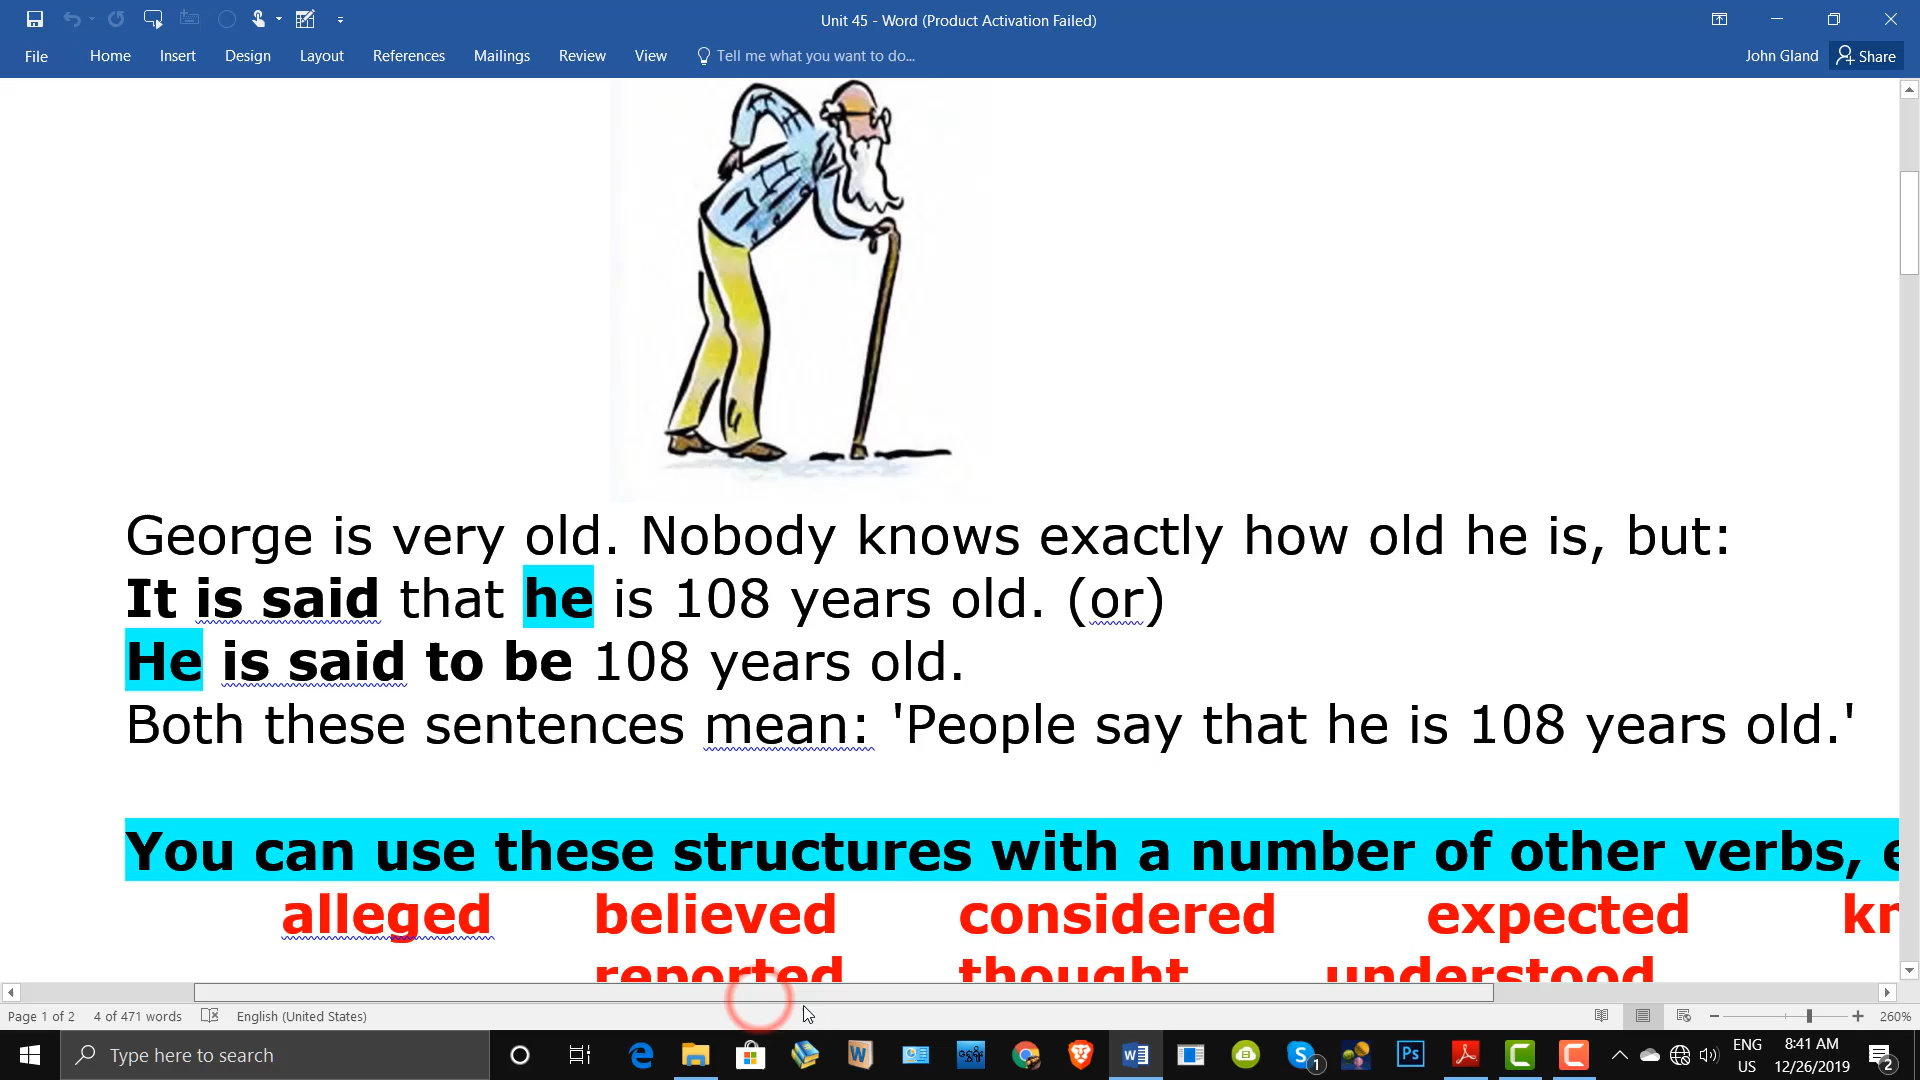 Unit 45 - Word (Product Activation Failed)
File Home Insert Design Layout References Mailings Review View Tell me what you want to do... John Gland Share
George is very old. Nobody knows exactly how old he is, but:
It is said that he is 108 years old. (or)
He is said to be 108 years old.
Both these sentences mean: 'People say that he is 108 years old.'
You can use these structures with a number of other verbs,
alleged believed considered expected
reported thought understood
Page 1 of 2 4 of 471 words English (United States) 260%
Type here to search
ENG 8:41 AM
US 12/26/2019